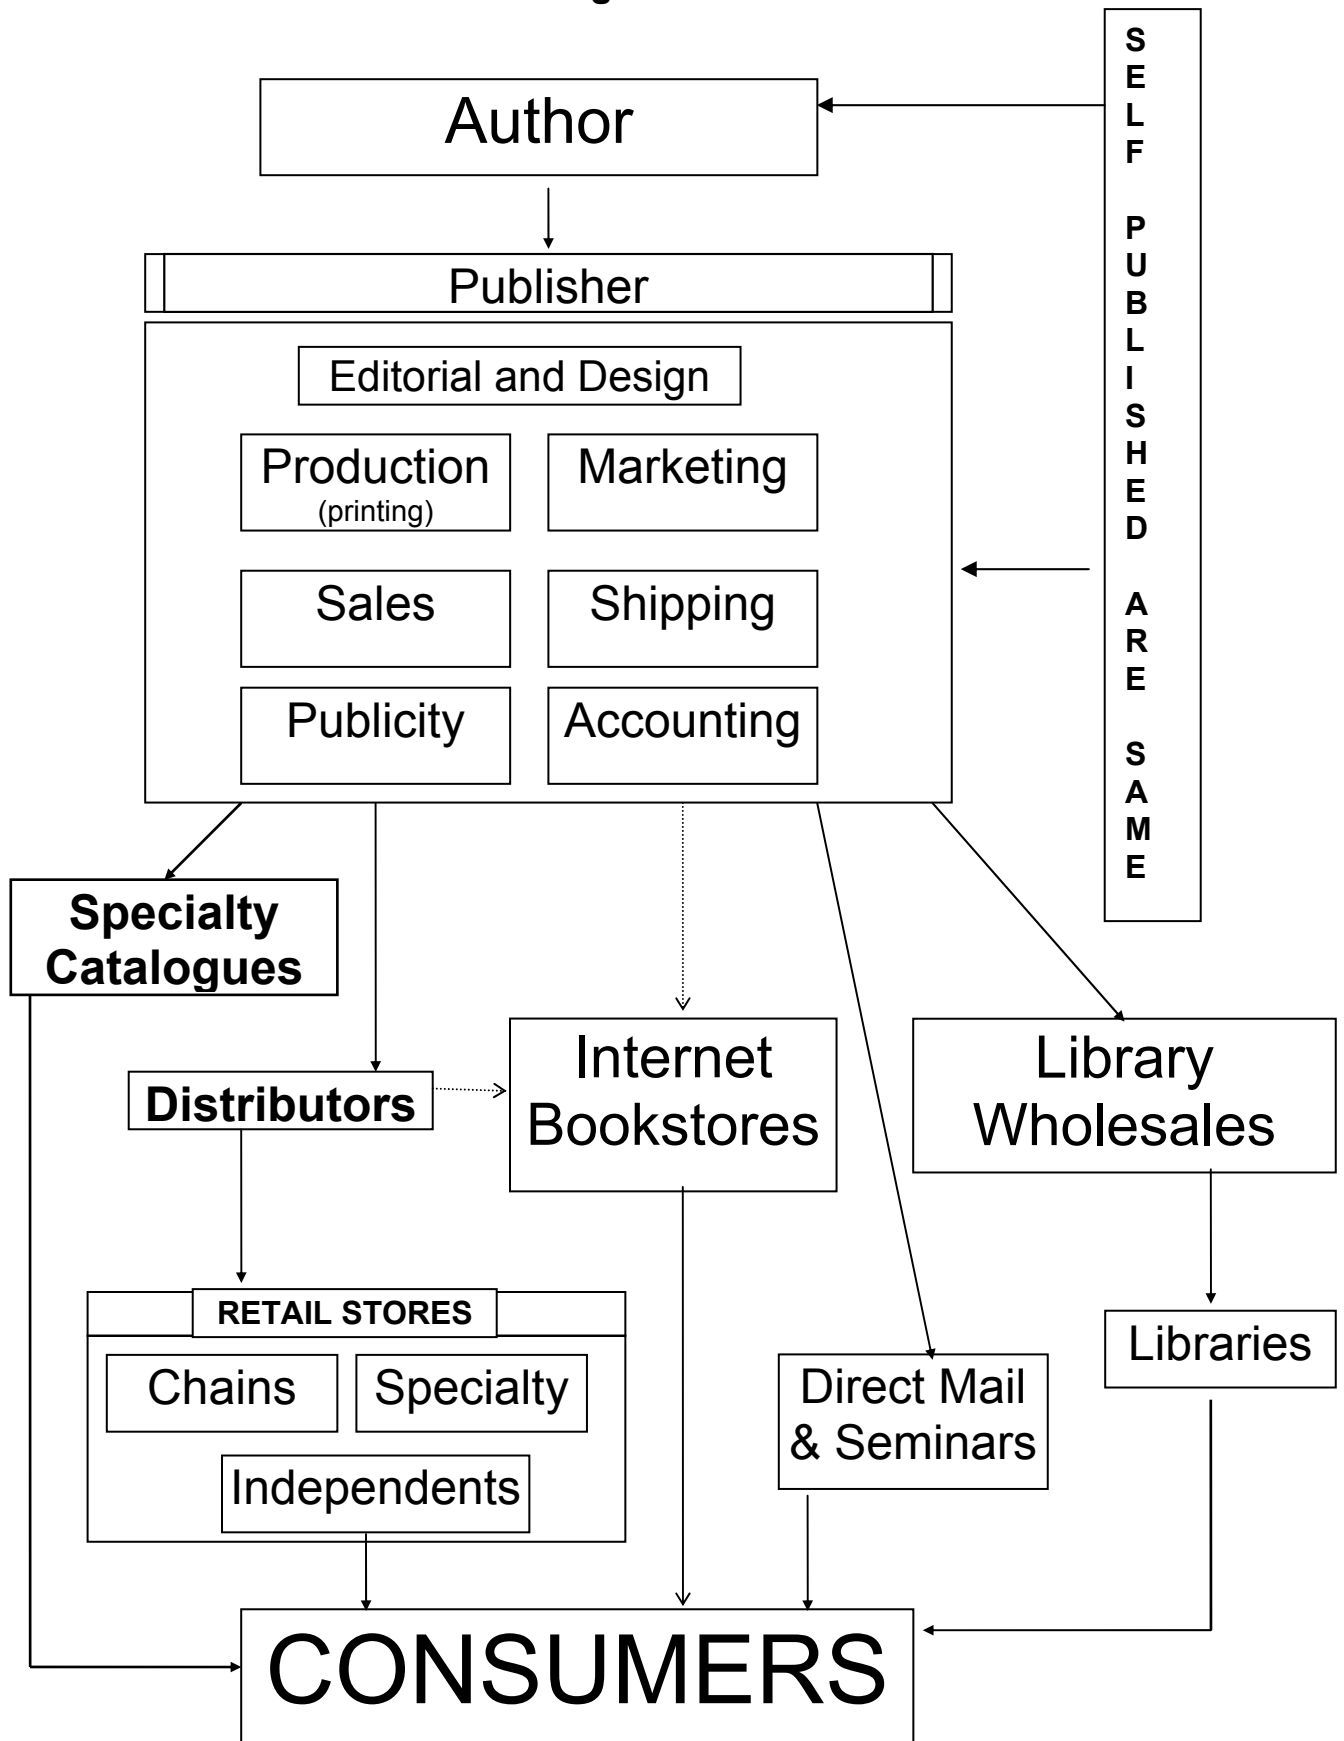 g
Author
Publisher
Editorial and Design
Production
(printing)
Marketing
Sales
Shipping
Publicity
Accounting
SELF PUBLISHED ARE SAME
Specialty
Catalogues
Distributors
Internet
Bookstores
Library
Wholesales
RETAIL STORES
Chains
Specialty
Independents
Direct Mail
& Seminars
Libraries
CONSUMERS